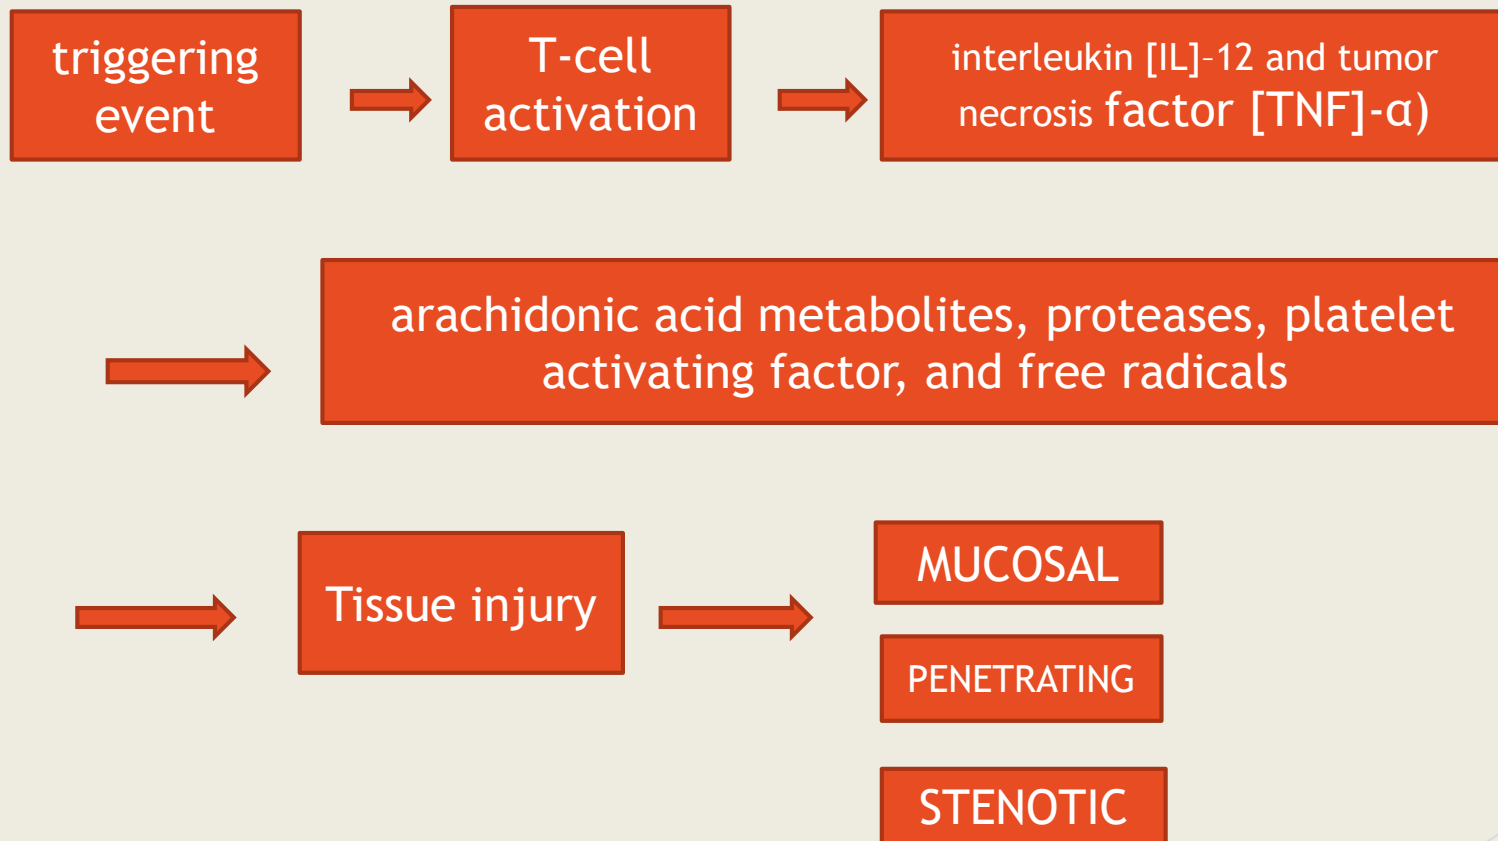 triggering
event
T-cell
activation
interleukin [IL]–12 and tumor
necrosis factor [TNF]-α)
arachidonic acid metabolites, proteases, platelet
activating factor, and free radicals
Tissue injury
MUCOSAL
PENETRATING
STENOTIC